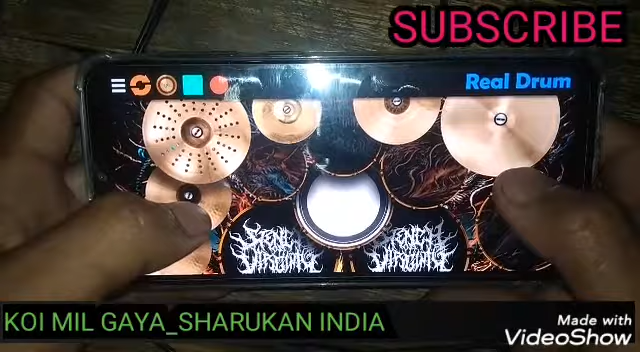 SUBSCRIBE
Real Drum
KOI MIL GAYA_SHARUKAN INDIA
Made with
VideoShow